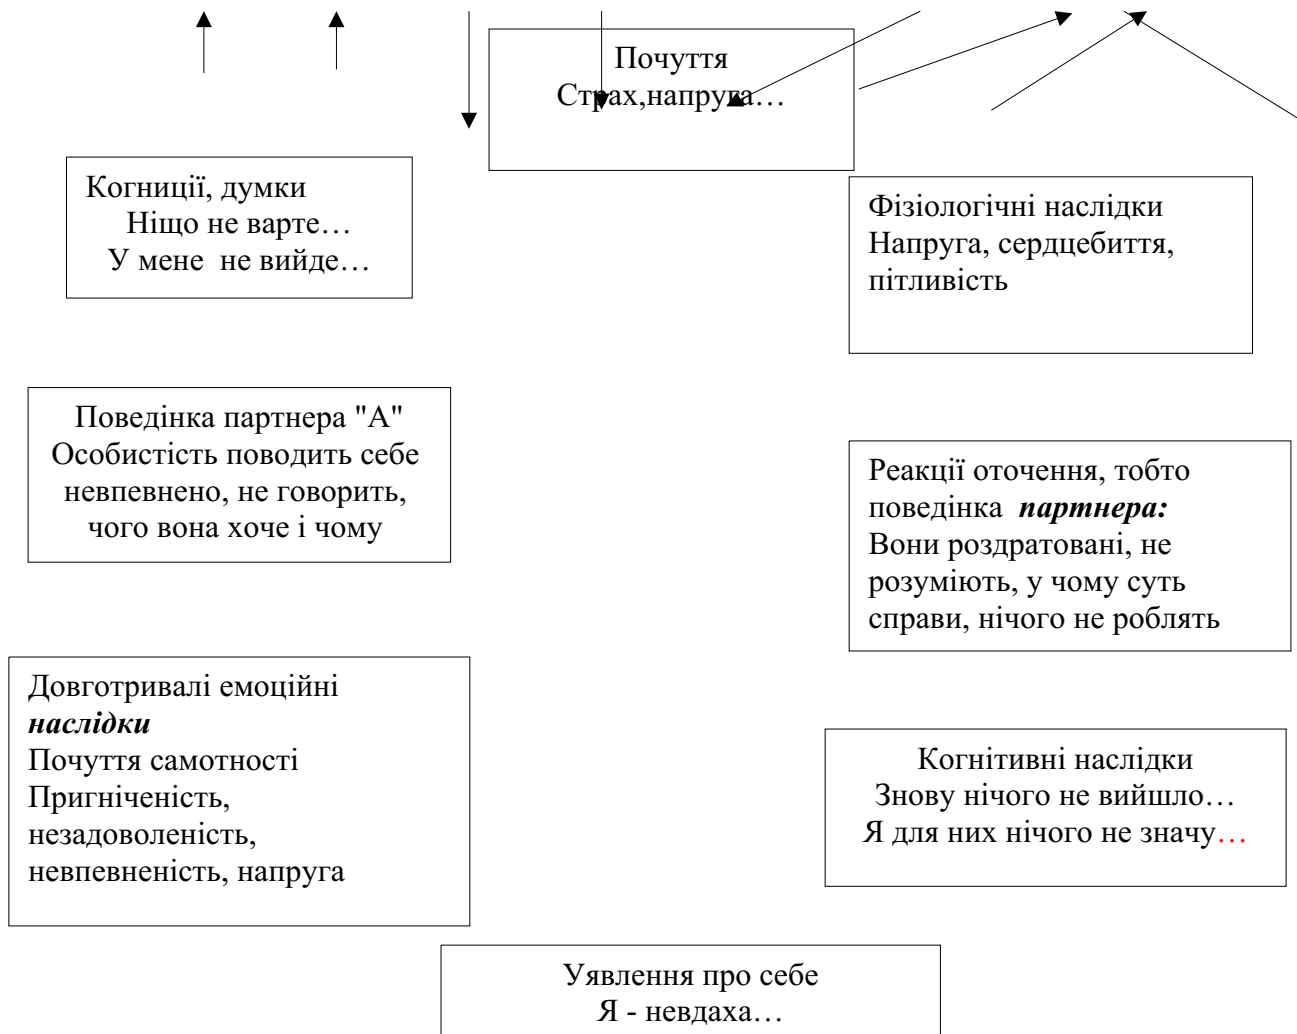 Почуття
Страх,напруга…
Когниції, думки
Ніщо не варте…
У мене не вийде…
Фізіологічні наслідки
Напруга, сердцебиття,
пітливість
Поведінка партнера "А"
Особистість поводить себе
невпевнено, не говорить,
чого вона хоче і чому
Реакції оточення, тобто
поведінка партнера:
Вони роздратовані, не
розуміють, у чому суть
справи, нічого не роблять
Довготривалі емоційні
наслідки
Почуття самотності
Пригніченість,
незадоволеність,
невпевненість, напруга
Когнітивні наслідки
Знову нічого не вийшло…
Я для них нічого не значу…
Уявлення про себе
Я - невдаха…